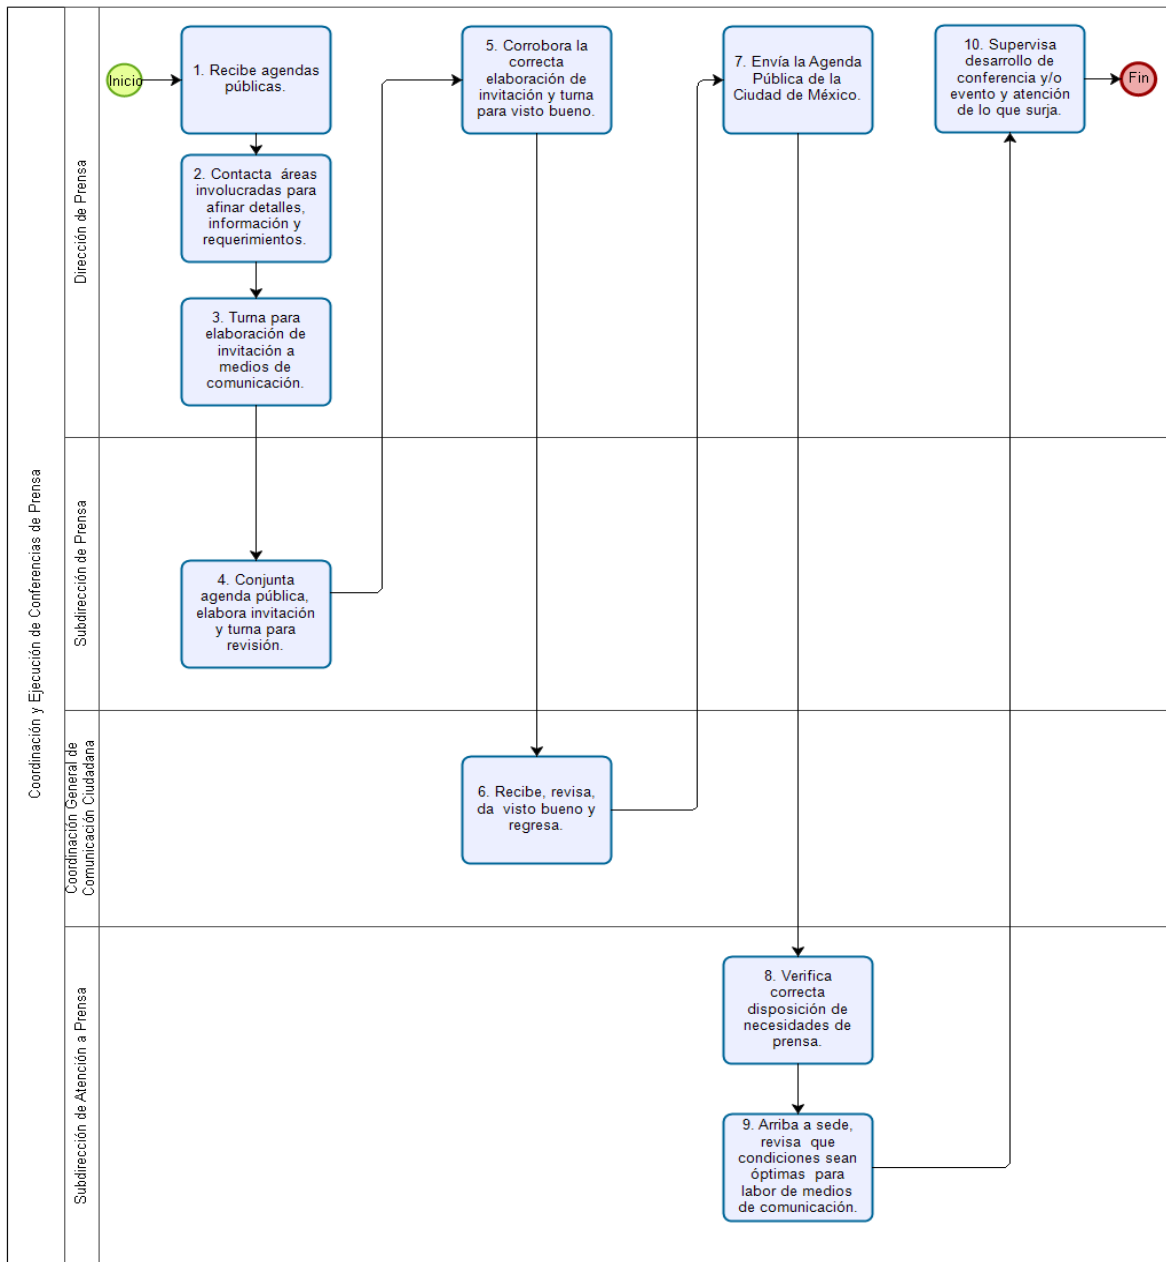 Coordinación y Ejecución de Conferencias de Prensa
Dirección de Prensa
Inicio
1. Recibe agendas
públicas.
2. Contacta áreas
involucradas para
afinar detalles,
información y
requerimientos.
3. Turna para
elaboración de
invitación a
medios de
comunicación.
5. Corrobora la
correcta
elaboración de
invitación y turna
para visto bueno.
7. Envía la Agenda
Pública de la
Ciudad de México.
10. Supervisa
desarrollo de
conferencia y/o
evento y atención
de lo que surja.
Fin
Subdirección de Prensa
4. Conjunta
agenda pública,
elabora invitación
y turna para
revisión.
Coordinación General de
Comunicación Ciudadana
6. Recibe, revisa,
da visto bueno y
regresa.
Subdirección de Atención a Prensa
8. Verifica
correcta
disposición de
necesidades de
prensa.
9. Arriba a sede,
revisa que
condiciones sean
óptimas para
labor de medios
de comunicación.